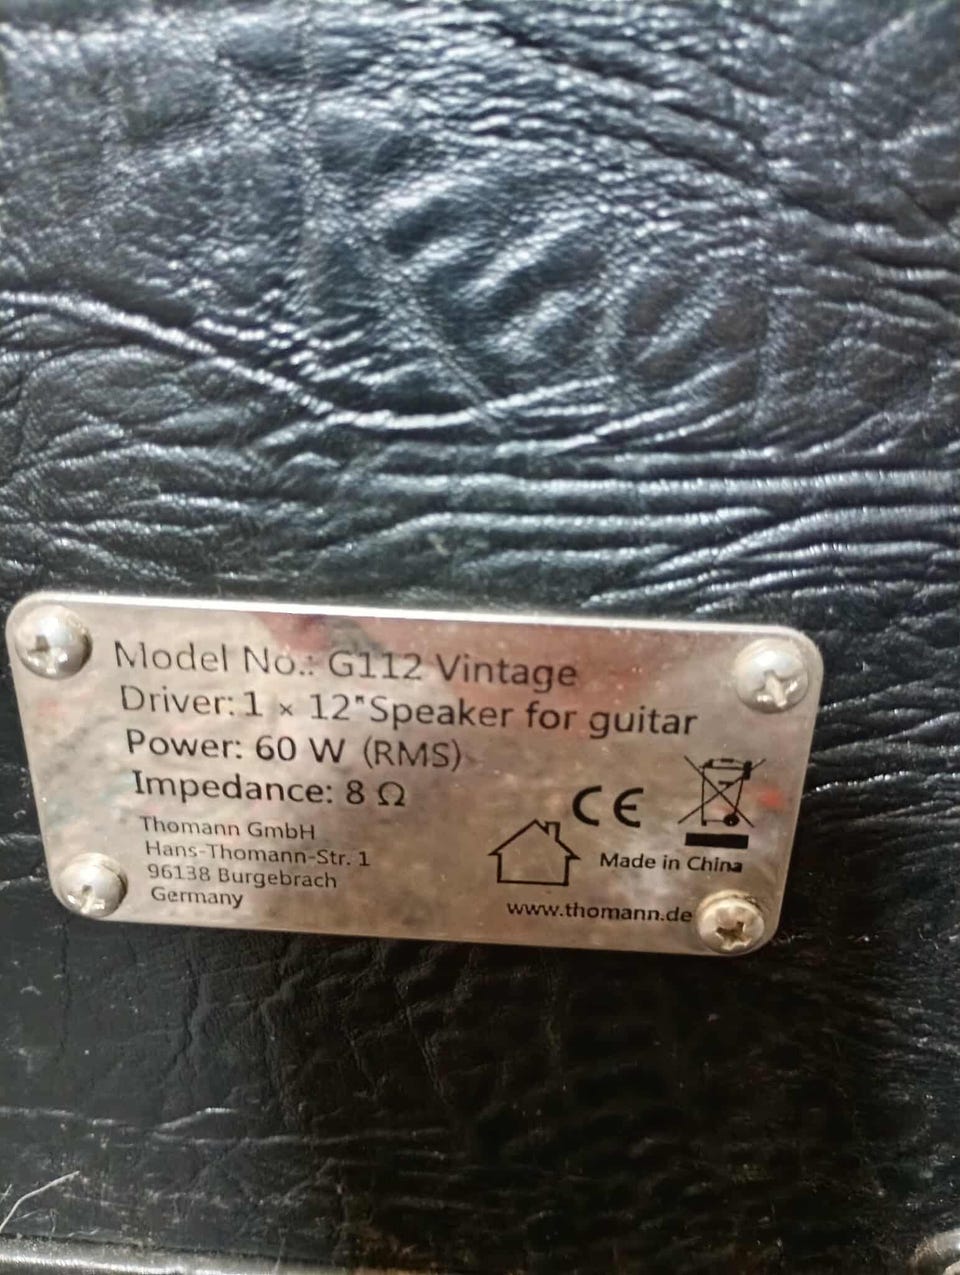 Model No.: G112 Vintage
Driver: 1 × 12" Speaker for guitar
Power: 60 W (RMS)
Impedance: 8 Ω
Thomann GmbH
Hans-Thomann-Str. 1
96138 Burgebrach
Germany
CE
Made in China
www.thomann.de